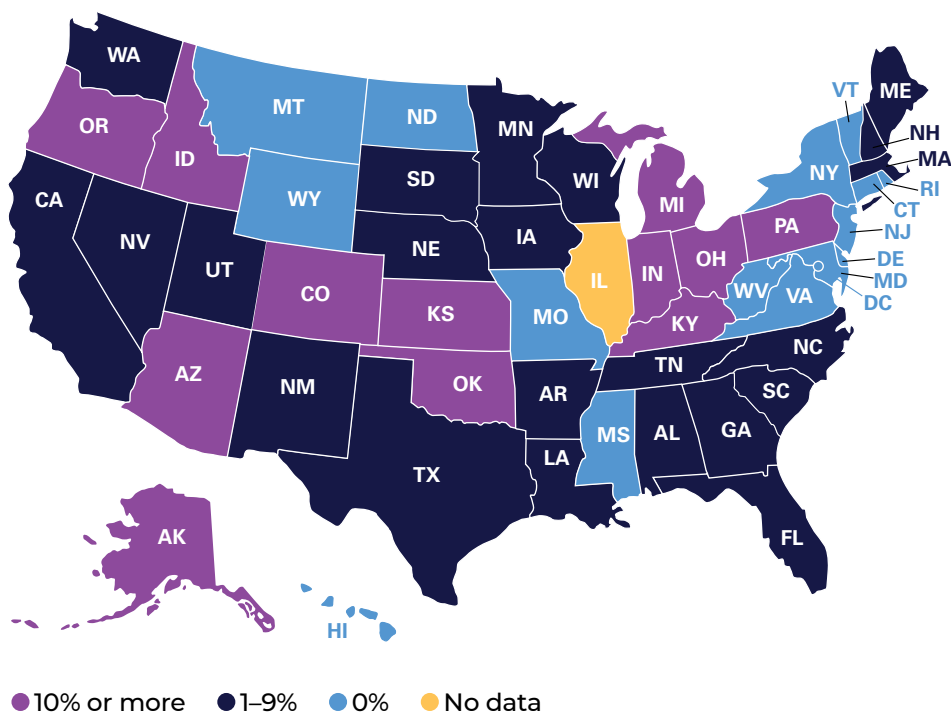 WA
ME
VT
MT
ND
OR
MN
NH
ID
MA
NY
SD
WI
RI
WY
CA
MI
CT
PA
NJ
NV
IA
NE
OH
DE
UT
IN
IL
MD
WV
CO
VA
DC
KS
MO
KY
NC
TN
AZ
OK
NM
AR
SC
MS
AL
GA
LA
TX
AK
FL
HI
10% or more 1–9% 0% No data